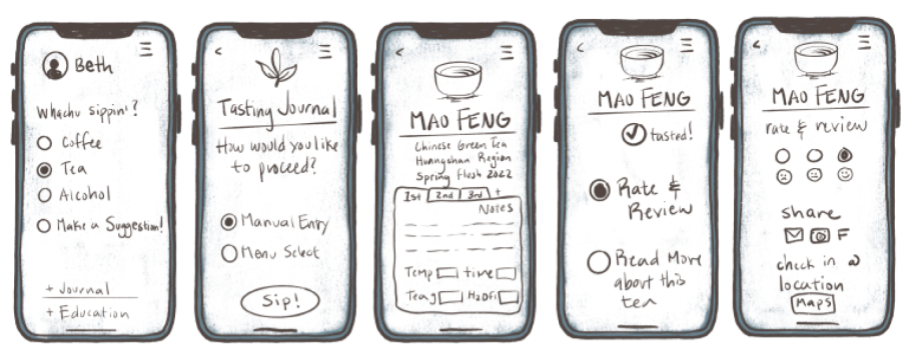 Beth
Whachu sippin'?
Coffee
Tea
Alcohol
Make a Suggestion!
+ Journal
+ Education
<
Tasting Journal
How would you like
to proceed?
Manual Entry
Menu Select
Sip!
<
MAO FENG
Chinese Green Tea
Huangshan Region
Spring Flush 2022
1st 2nd 3rd +
Notes
Temp time
Tea g
<
MAO FENG
tasted!
Rate &
Review
Read More
about this
tea
<
MAO FENG
rate & review
share
F
check in @
location
MAPS